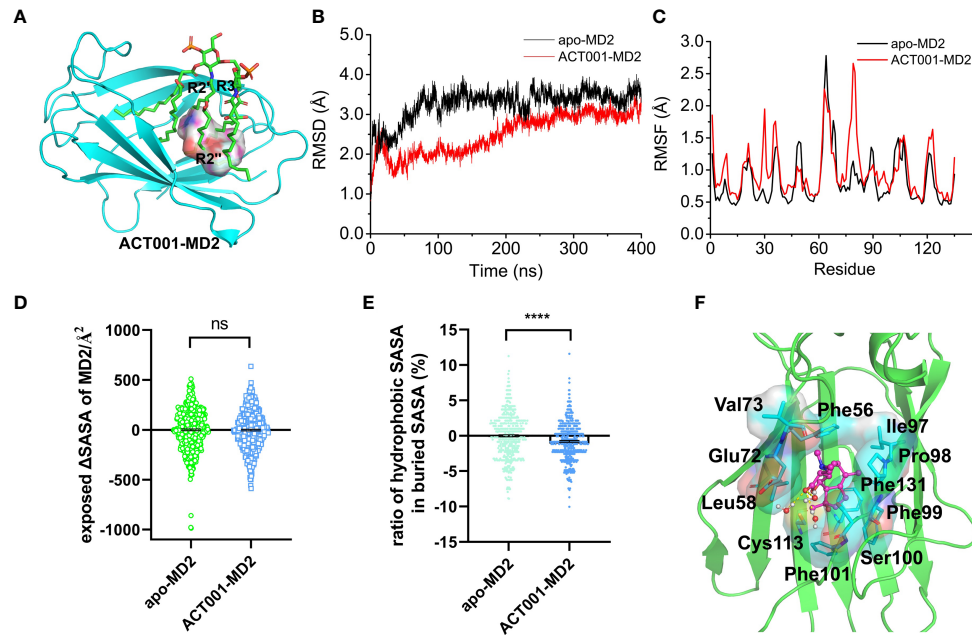 A
R2'
R3
R2''
ACT001-MD2
B
apo-MD2
ACT001-MD2
RMSD (Å)
5.0
4.0
3.0
2.0
1.0
0.0
0
100
200
300
400
Time (ns)
C
apo-MD2
ACT001-MD2
RMSF (Å)
3.0
2.5
2.0
1.5
1.0
0.5
0.0
0
30
60
90
120
Residue
D
ns
exposed ΔSASA of MD2/Å²
1000
500
0
-500
-1000
apo-MD2
ACT001-MD2
E
****
ratio of hydrophobic SASA
in buried SASA (%)
15
10
5
0
-5
-10
-15
apo-MD2
ACT001-MD2
F
Val73
Phe56
Ile97
Glu72
Pro98
Phe131
Leu58
Phe99
Cys113
Ser100
Phe101